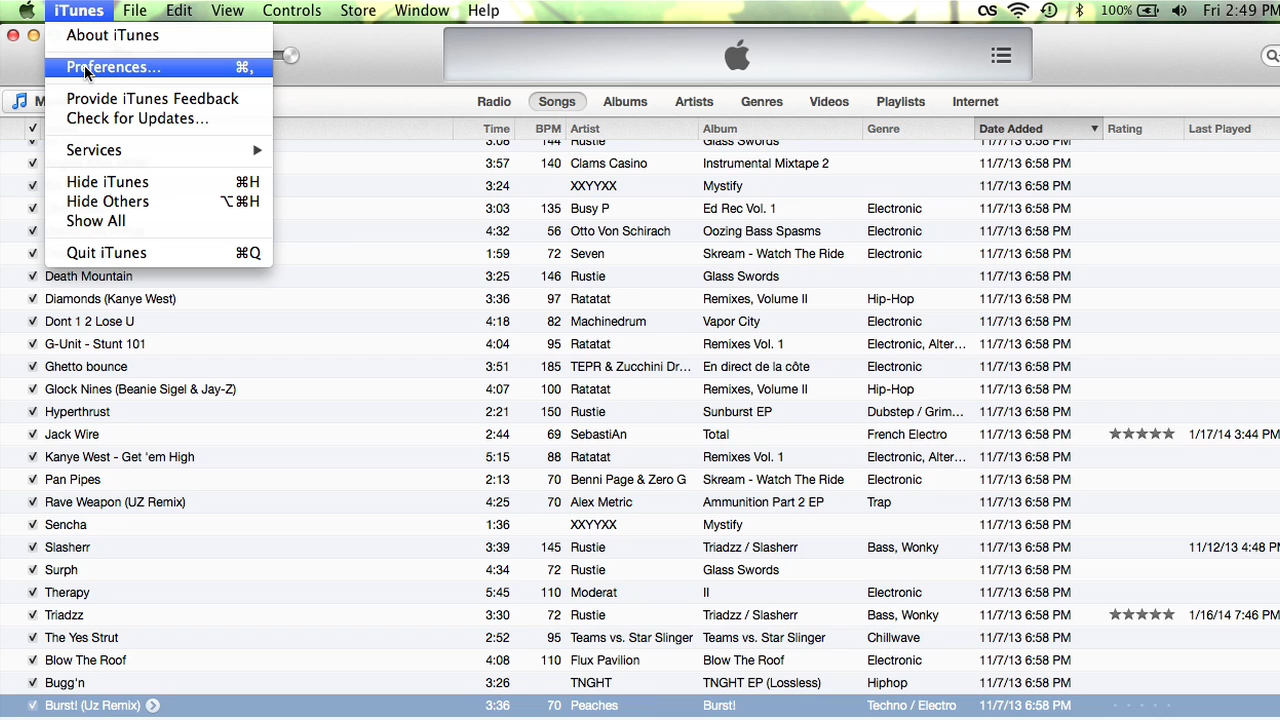 iTunes File Edit View Controls Store Window Help 100% Fri 2:49 PM
About iTunes
Preferences... ⌘,
Provide iTunes Feedback
Check for Updates...
Services
Hide iTunes ⌘H
Hide Others ⌥⌘H
Show All
Quit iTunes ⌘Q
M Radio Songs Albums Artists Genres Videos Playlists Internet
Time BPM Artist Album Genre Date Added Rating Last Played
3:08 144 Rustie Glass Swords 11/7/13 6:58 PM
3:57 140 Clams Casino Instrumental Mixtape 2 11/7/13 6:58 PM
3:24 XXYYXX Mystify 11/7/13 6:58 PM
3:03 135 Busy P Ed Rec Vol. 1 Electronic 11/7/13 6:58 PM
4:32 56 Otto Von Schirach Oozing Bass Spasms Electronic 11/7/13 6:58 PM
1:59 72 Seven Skream - Watch The Ride Electronic 11/7/13 6:58 PM
Death Mountain 3:25 146 Rustie Glass Swords 11/7/13 6:58 PM
Diamonds (Kanye West) 3:36 97 Ratatat Remixes, Volume II Hip-Hop 11/7/13 6:58 PM
Dont 1 2 Lose U 4:18 82 Machinedrum Vapor City Electronic 11/7/13 6:58 PM
G-Unit - Stunt 101 4:04 95 Ratatat Remixes Vol. 1 Electronic, Alter... 11/7/13 6:58 PM
Ghetto bounce 3:51 185 TEPR & Zucchini Dr... En direct de la côte Electronic 11/7/13 6:58 PM
Glock Nines (Beanie Sigel & Jay-Z) 4:07 100 Ratatat Remixes, Volume II Hip-Hop 11/7/13 6:58 PM
Hyperthrust 2:21 150 Rustie Sunburst EP Dubstep / Grim... 11/7/13 6:58 PM
Jack Wire 2:44 69 SebastiAn Total French Electro 11/7/13 6:58 PM ★★★★★ 1/17/14 3:44 PM
Kanye West - Get 'em High 5:15 88 Ratatat Remixes Vol. 1 Electronic, Alter... 11/7/13 6:58 PM
Pan Pipes 2:13 70 Benni Page & Zero G Skream - Watch The Ride Electronic 11/7/13 6:58 PM
Rave Weapon (UZ Remix) 4:25 70 Alex Metric Ammunition Part 2 EP Trap 11/7/13 6:58 PM
Sencha 1:36 XXYYXX Mystify 11/7/13 6:58 PM
Slasherr 3:39 145 Rustie Triadzz / Slasherr Bass, Wonky 11/7/13 6:58 PM 11/12/13 4:48 PM
Surph 4:34 72 Rustie Glass Swords 11/7/13 6:58 PM
Therapy 5:45 110 Moderat II Electronic 11/7/13 6:58 PM
Triadzz 3:30 72 Rustie Triadzz / Slasherr Bass, Wonky 11/7/13 6:58 PM ★★★★★ 1/16/14 7:46 PM
The Yes Strut 2:52 95 Teams vs. Star Slinger Teams vs. Star Slinger Chillwave 11/7/13 6:58 PM
Blow The Roof 4:08 110 Flux Pavilion Blow The Roof Electronic 11/7/13 6:58 PM
Bugg'n TNGHT TNGHT EP (Lossless) Hiphop 11/7/13 6:58 PM
Burst! (Uz Remix) 3:36 70 Peaches Burst! Techno / Electro 11/7/13 6:58 PM